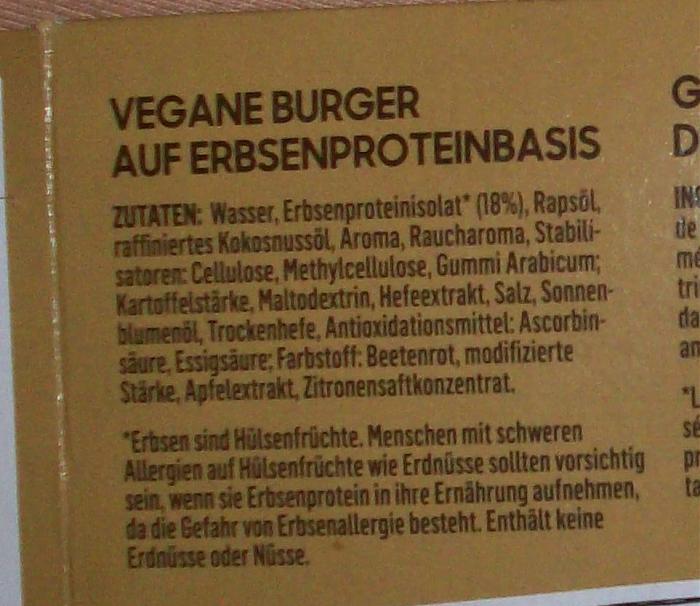 VEGANE BURGER
AUF ERBSENPROTEINBASIS
ZUTATEN: Wasser, Erbsenproteinisolat* (18%), Rapsöl,
raffiniertes Kokosnussöl, Aroma, Raucharoma, Stabili-
satoren: Cellulose, Methylcellulose, Gummi Arabicum;
Kartoffelstärke, Maltodextrin, Hefeextrakt, Salz, Sonnen-
blumenöl, Trockenhefe, Antioxidationsmittel: Ascorbin-
säure, Essigsäure; Farbstoff: Beetenrot, modifizierte
Stärke, Apfelextrakt, Zitronensaftkonzentrat.
*Erbsen sind Hülsenfrüchte. Menschen mit schweren
Allergien auf Hülsenfrüchte wie Erdnüsse sollten vorsichtig
sein, wenn sie Erbsenprotein in ihre Ernährung aufnehmen,
da die Gefahr von Erbsenallergie besteht. Enthält keine
Erdnüsse oder Nüsse.